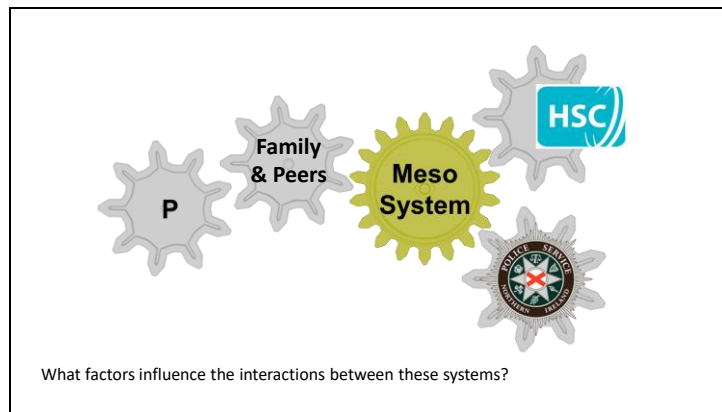 P
Family
& Peers
Meso
System
HSC
POLICE SERVICE
NORTHERN IRELAND
What factors influence the interactions between these systems?